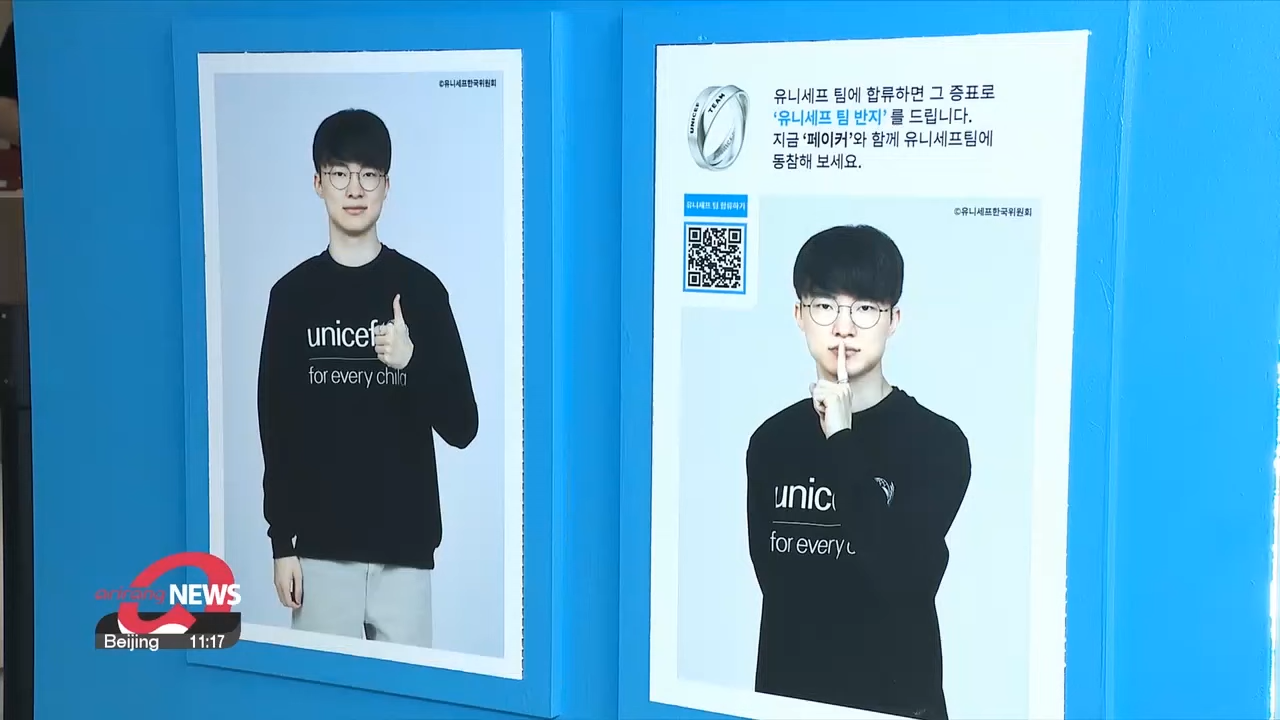 ©유니세프한국위원회
unicef
for every child
UNICEF TEAM
유니세프 팀에 합류하면 그 증표로
‘유니세프 팀 반지’ 를 드립니다.
지금 ‘페이커’와 함께 유니세프팀에
동참해 보세요.
유니세프 팀 합류하기
©유니세프한국위원회
unic
for every c
arirang NEWS
Beijing 11:17